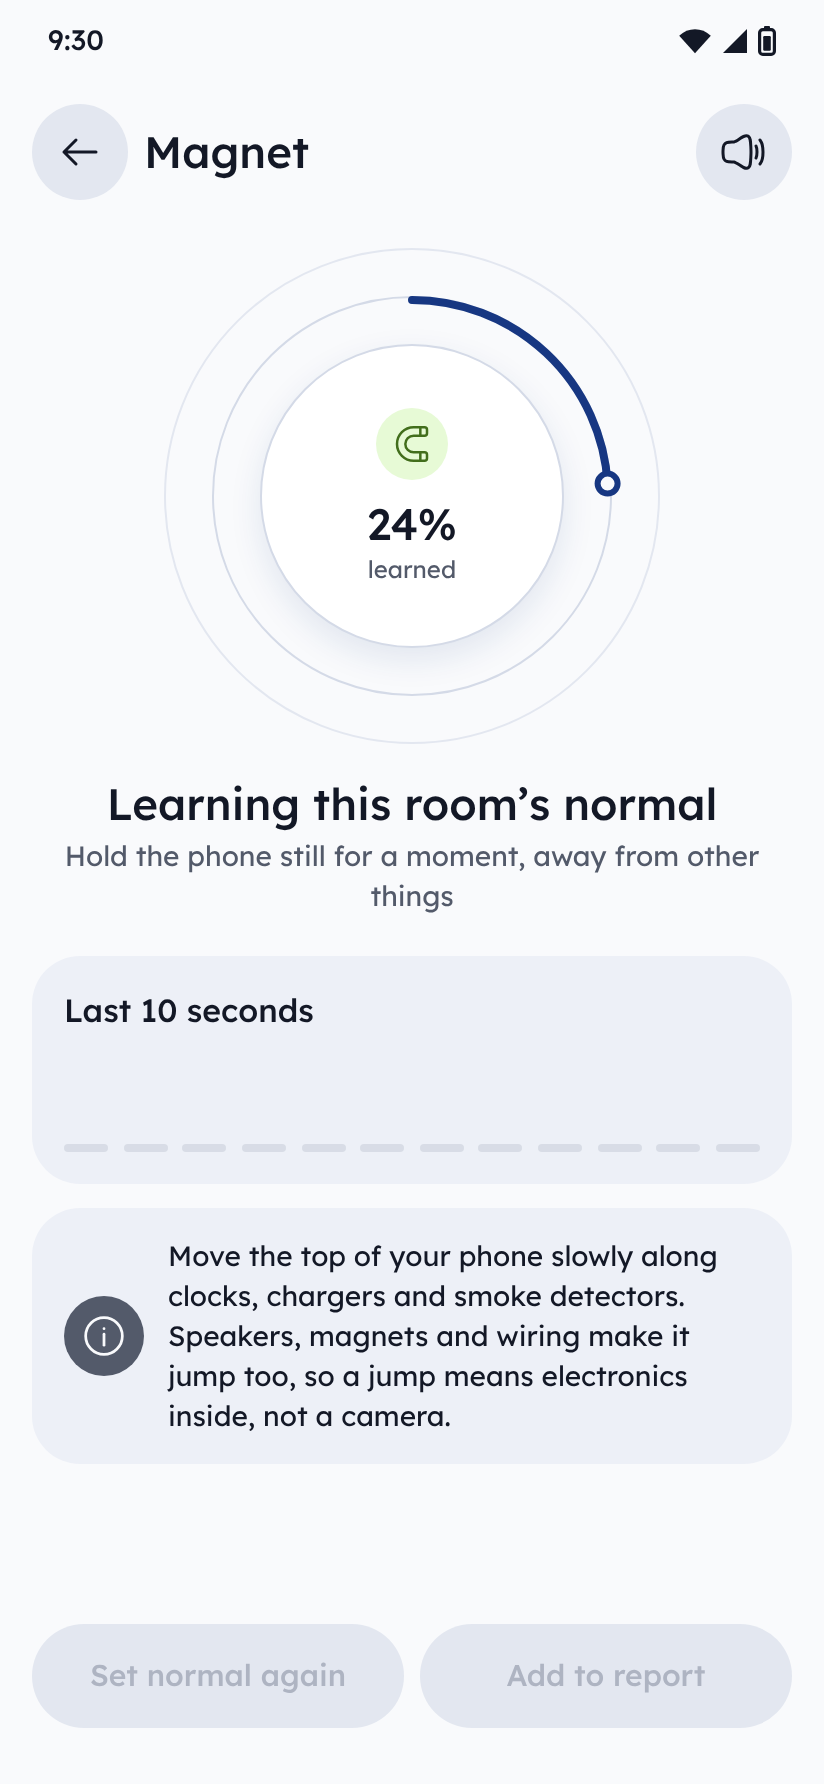 9:30
Magnet
24%
learned
Learning this room’s normal
Hold the phone still for a moment, away from other
things
Last 10 seconds
Move the top of your phone slowly along
clocks, chargers and smoke detectors.
Speakers, magnets and wiring make it
jump too, so a jump means electronics
inside, not a camera.
Set normal again
Add to report